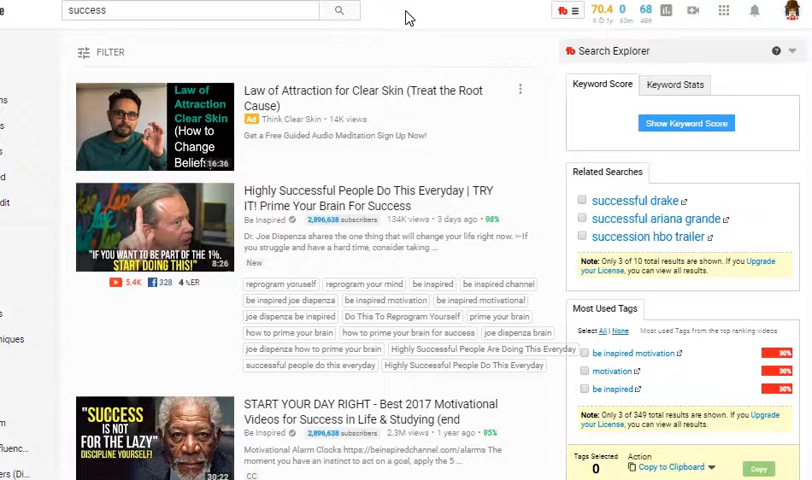 e
success
70.4 0 68
60m 48h
FILTER
Search Explorer
Keyword Score Keyword Stats
Show Keyword Score
Law of Attraction for Clear Skin (Treat the Root
Cause)
Ad Think Clear Skin • 14K views
Get a Free Guided Audio Meditation Sign Up Now!
Law of
Attraction for
Clear Skin
(How to
Change
Beliefs,
16:36
Related Searches
successful drake
successful ariana grande
succession hbo trailer
Note: Only 3 of 10 total results are shown. If you Upgrade
your License, you can view all results.
Highly Successful People Do This Everyday | TRY
IT! Prime Your Brain For Success
Be Inspired 2,896,638 subscribers 134K views • 3 days ago • 98%
Dr. Joe Dispenza shares the one thing that will change your life right now. If
you struggle and have a hard time, consider taking ...
New
"IF YOU WANT TO BE PART OF THE 1%.
START DOING THIS!"
8:26
5.4K 328 4 %ER
reprogram yoruself reprogram your mind be inspired be inspired channel
be inspired joe dispenza be inspired motivation be inspired motivational
joe dispenza be inspired Do This To Reprogram Yourself prime your brain
how to prime your brain how to prime your brain for success joe dispenza brain
joe dispenza how to prime your brain Highly Successful People Are Doing This Everyday
successful people do this everyday Highly Successful People Do This Everyday
Most Used Tags
Select All | None Most used Tags from the top ranking videos
be inspired motivation 30%
motivation 30%
be inspired 30%
Note: Only 3 of 349 total results are shown. If you Upgrade
your License, you can view all results.
Tags Selected
0
Action
Copy to Clipboard
Copy
START YOUR DAY RIGHT - Best 2017 Motivational
Videos for Success in Life & Studying (end
Be Inspired 2,896,638 subscribers 2.3M views • 1 year ago • 95%
Motivational Alarm Clocks https://beinspiredchannel.com/alarms The
moment you have an instinct to act on a goal, apply the 5 ...
CC
"SUCCESS
IS NOT
FOR THE LAZY"
DISCIPLINE YOURSELF!
30:22